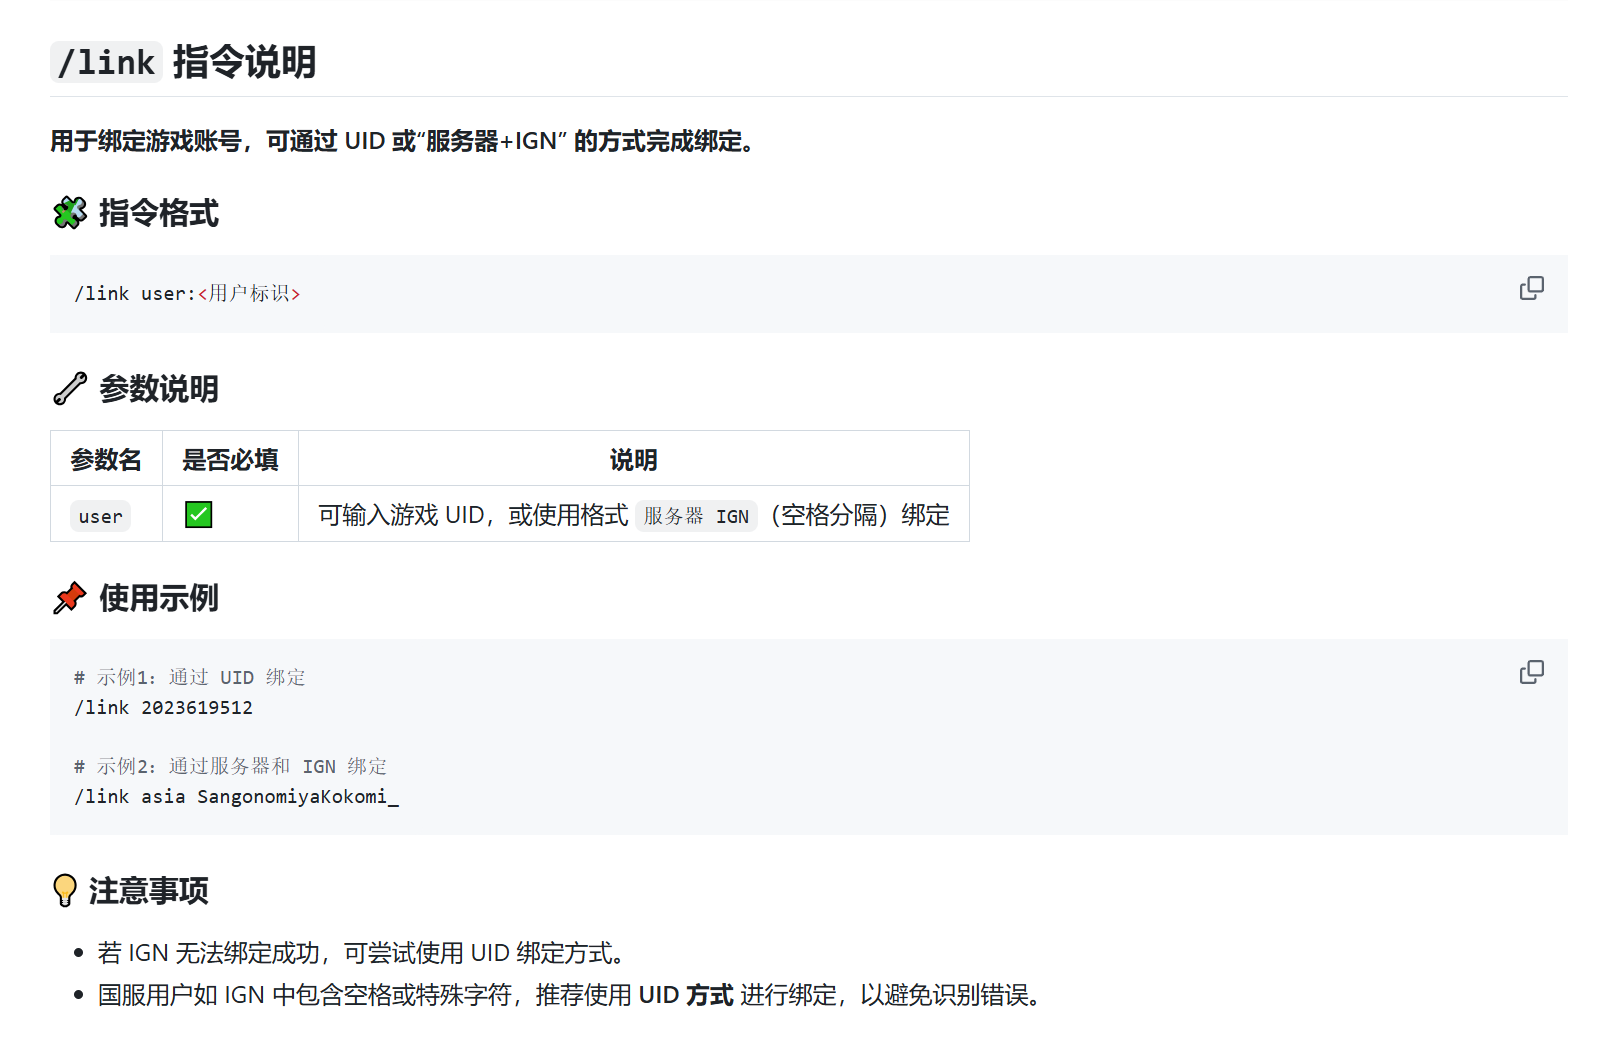 /link 指令说明
用于绑定游戏账号，可通过 UID 或“服务器+IGN” 的方式完成绑定。
🧩 指令格式
/link user:<用户标识>
🔧 参数说明
参数名 是否必填 说明
user ✅ 可输入游戏 UID，或使用格式 服务器 IGN（空格分隔）绑定
📌 使用示例
# 示例1：通过 UID 绑定
/link 2023619512
# 示例2：通过服务器和 IGN 绑定
/link asia SangonomiyaKokomi_
💡 注意事项
• 若 IGN 无法绑定成功，可尝试使用 UID 绑定方式。
• 国服用户如 IGN 中包含空格或特殊字符，推荐使用 UID 方式 进行绑定，以避免识别错误。